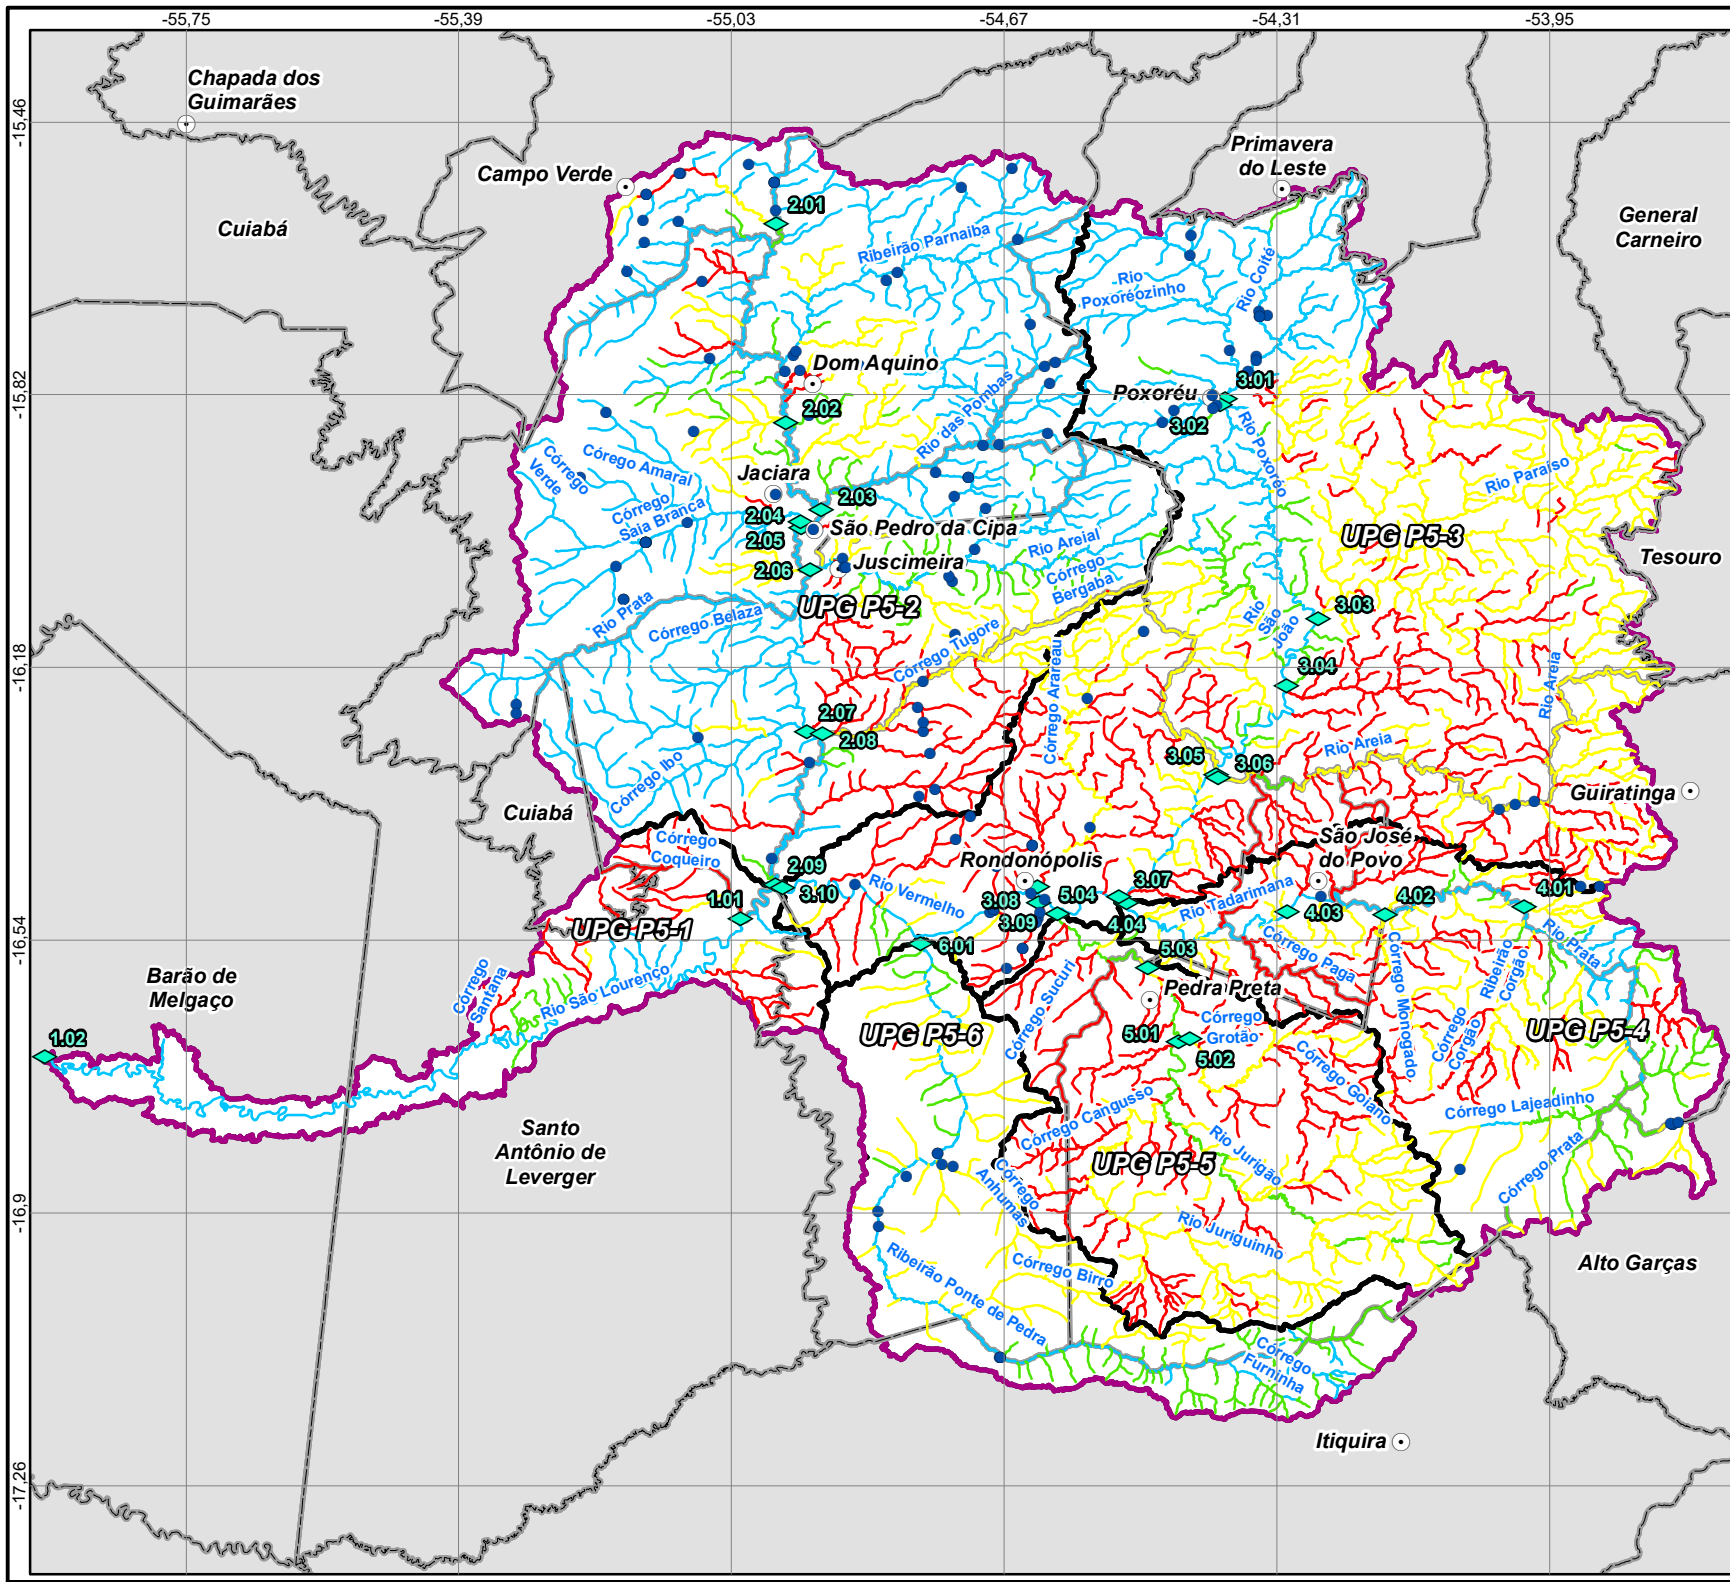 -55,75
-55,39
-55,03
-54,67
-54,31
-53,95
-15,46
-15,82
-16,18
-16,54
-16,9
-17,26
Chapada dos
Guimarães
Campo Verde
Primavera
do Leste
General
Carneiro
Cuiabá
2.01
Ribeirão Parnaiba
Rio
Poxoréozinho
Rio Coité
Dom Aquino
2.02
Rio das Pombas
Poxoréu
3.01
3.02
Rio Poxoréo
Córego Amaral
Córrego
Verde
Córrego
Saia Branca
Jaciara
2.03
2.04
2.05
São Pedro da Cipa
Rio Paraíso
UPG P5-3
Tesouro
2.06
Juscimeira
Rio Areial
Córrego
Bergaba
UPG P5-2
Rio Prata
Córrego Belaza
Córrego Tugore
Córrego Arareau
Rio
São
João
3.03
3.04
Rio Areia
2.07
2.08
Rio Areia
3.05
3.06
Córrego Ibo
Cuiabá
Guiratinga
Córrego
Coqueiro
2.09
3.10
1.01
Rondonópolis
São José
do Povo
Rio Vermelho
3.08
3.09
5.04
3.07
4.04
Rio Tadarimana
4.03
4.02
4.01
UPG P5-1
6.01
5.03
Córrego Paga
Ribeirão
Corgão
Rio Prata
Barão de
Melgaço
Córrego
Santana
Rio São Lourenço
Córrego Sucuri
Pedra Preta
Córrego Monogado
Córrego
Corgão
UPG P5-4
1.02
UPG P5-6
5.01
5.02
Córrego
Grotão
Córrego Goiano
Santo
Antônio de
Leverger
Córrego Cangusso
Córrego Lajeadinho
Rio Jurigão
Córrego Prata
UPG P5-5
Córrego
Anhumas
Rio Juriguinho
Ribeirão Ponte de Pedra
Córrego Birro
Alto Garças
Córrego
Furninha
Itiquira